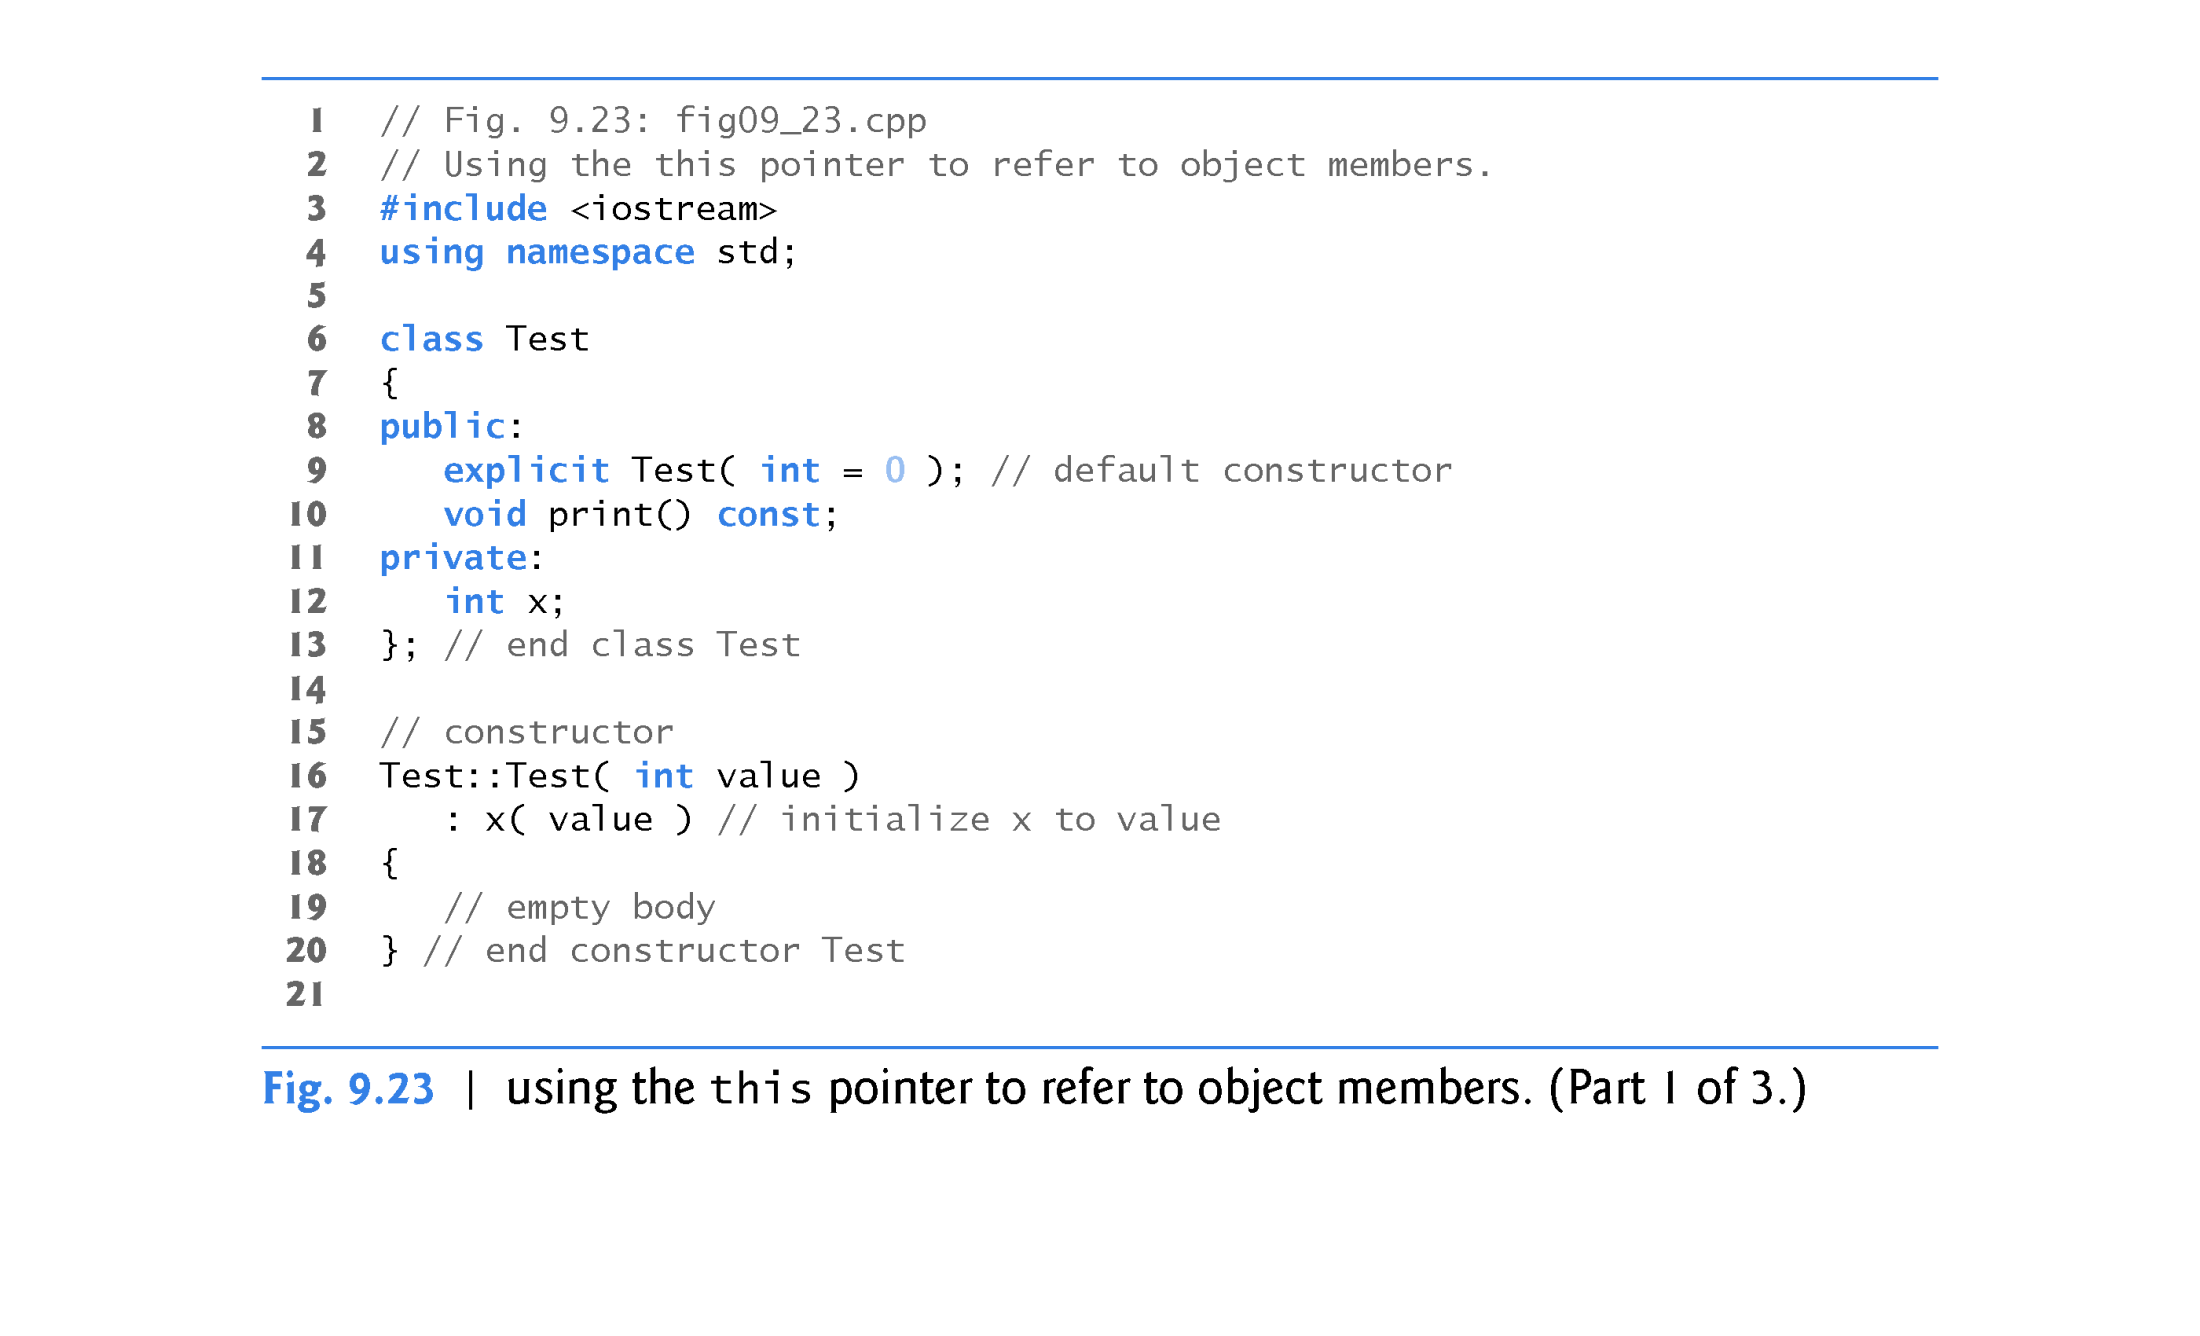 1 // Fig. 9.23: fig09_23.cpp
2 // Using the this pointer to refer to object members.
3 #include <iostream>
4 using namespace std;
5
6 class Test
7 {
8 public:
9    explicit Test( int = 0 ); // default constructor
10    void print() const;
11 private:
12    int x;
13 }; // end class Test
14
15 // constructor
16 Test::Test( int value )
17    : x( value ) // initialize x to value
18 {
19    // empty body
20 } // end constructor Test
21
Fig. 9.23 | using the this pointer to refer to object members. (Part 1 of 3.)